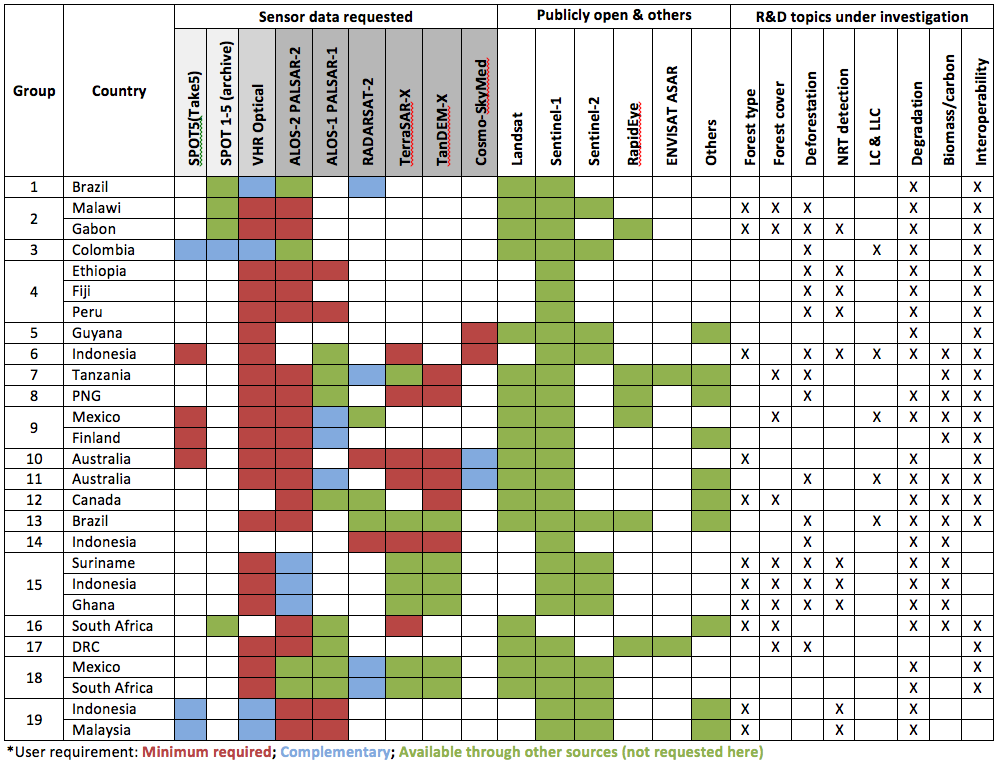 Sensor data requested Publicly open & others R&D topics under investigation
Group Country SPOT5(Take5) SPOT 1-5 (archive) VHR Optical ALOS-2 PALSAR-2 ALOS-1 PALSAR-1 RADARSAT-2 TerraSAR-X TanDEM-X Cosmo-SkyMed Landsat Sentinel-1 Sentinel-2 RapidEye ENVISAT ASAR Others Forest type Forest cover Deforestation NRT detection LC & LLC Degradation Biomass/carbon Interoperability
1 Brazil X X
2 Malawi X X X X X
Gabon X X X X X X
3 Colombia X X X X
4 Ethiopia X X X X
Fiji X X X X
Peru X X X X
5 Guyana X X
6 Indonesia X X X X X X X
7 Tanzania X X X X
8 PNG X X X X
9 Mexico X X X X X
Finland X X
10 Australia X X X
11 Australia X X X X X
12 Canada X X X X X
13 Brazil X X X X X
14 Indonesia X X X
15 Suriname X X X X X X
Indonesia X X X X X X
Ghana X X X X X X
16 South Africa X X X X X
17 DRC X X X
18 Mexico X X
South Africa X X
19 Indonesia X X X
Malaysia X X X
*User requirement: Minimum required; Complementary; Available through other sources (not requested here)